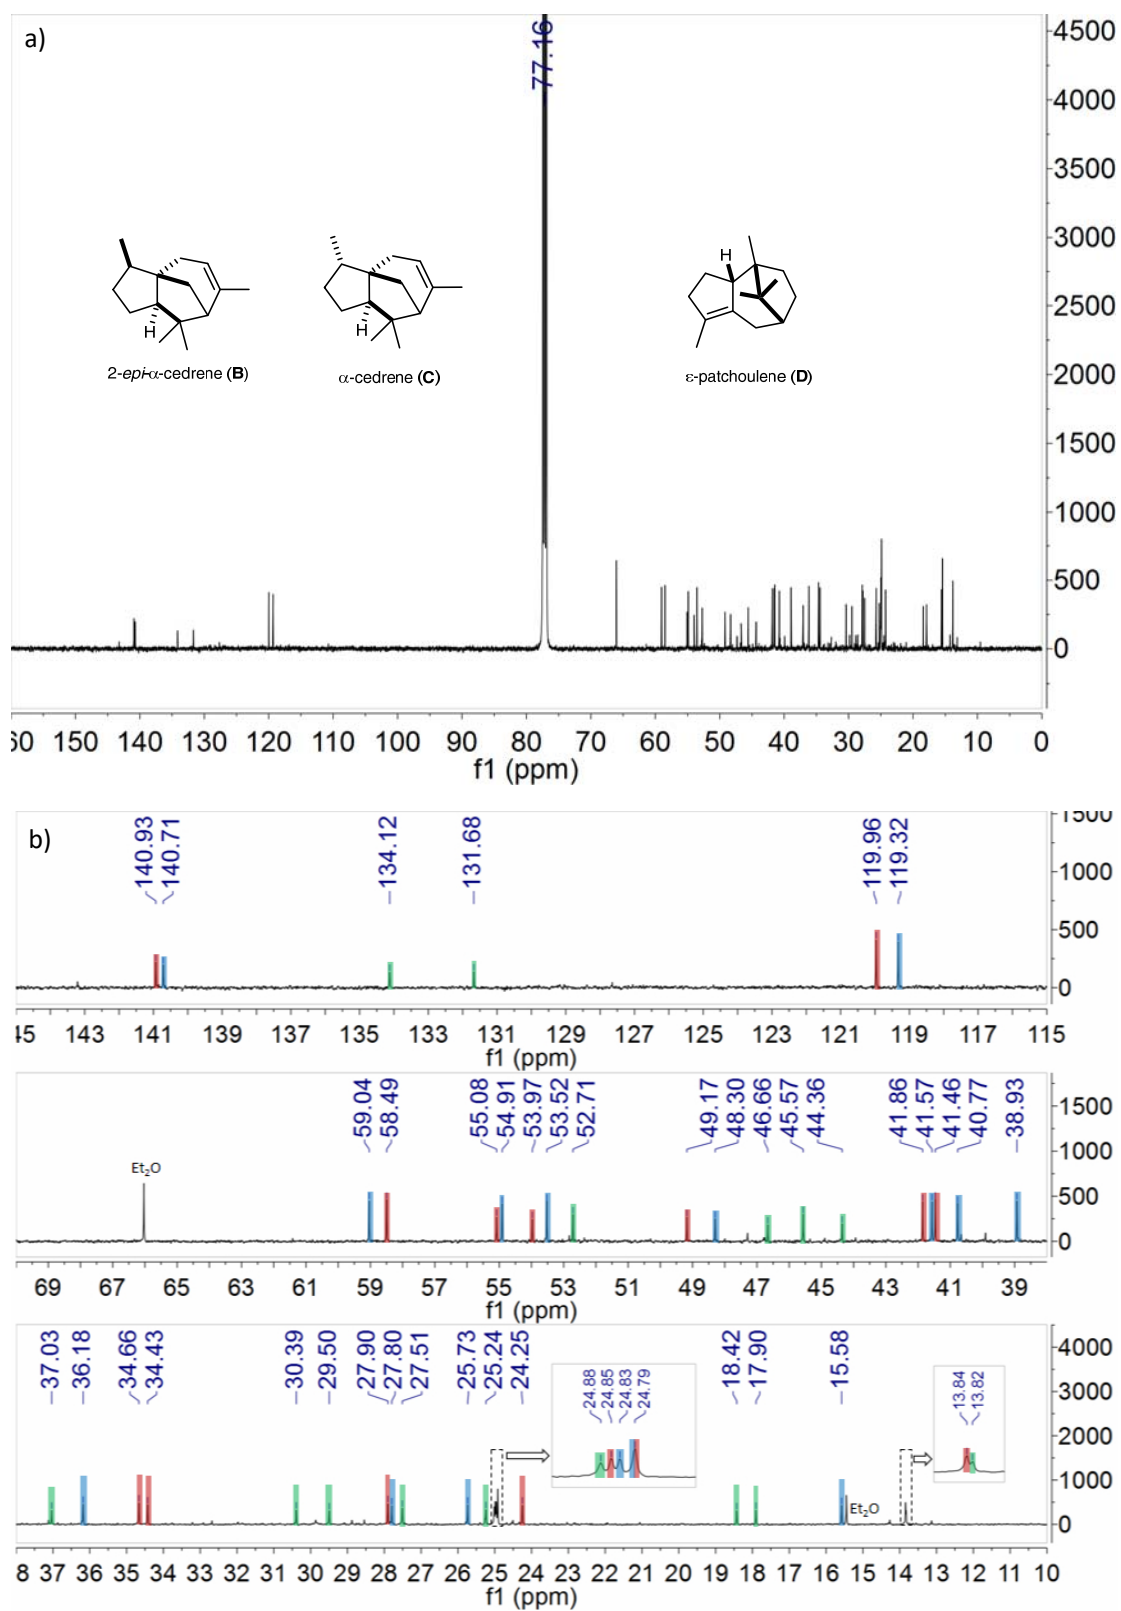 a)
77.16
4500
4000
3500
3000
2500
2000
1500
1000
500
0
H
H
H
2-epi-α-cedrene (B)
α-cedrene (C)
ε-patchoulene (D)
50 150 140 130 120 110 100 90 80 70 60 50 40 30 20 10 0
f1 (ppm)
b)
140.93 140.71 134.12 131.68 119.96 119.32
1500
1000
500
0
45 143 141 139 137 135 133 131 129 127 125 123 121 119 117 115
f1 (ppm)
59.04 58.49 55.08 54.91 53.97 53.52 52.71 49.17 48.30 46.66 45.57 44.36 41.86 41.57 41.46 40.77 38.93
Et2O
1500
1000
500
0
69 67 65 63 61 59 57 55 53 51 49 47 45 43 41 39
f1 (ppm)
37.03 36.18 34.66 34.43 30.39 29.50 27.90 27.80 27.51 25.73 25.24 24.25 18.42 17.90 15.58
24.88 24.85 24.83 24.79
13.84 13.82
Et2O
4000
3000
2000
1000
0
8 37 36 35 34 33 32 31 30 29 28 27 26 25 24 23 22 21 20 19 18 17 16 15 14 13 12 11 10
f1 (ppm)